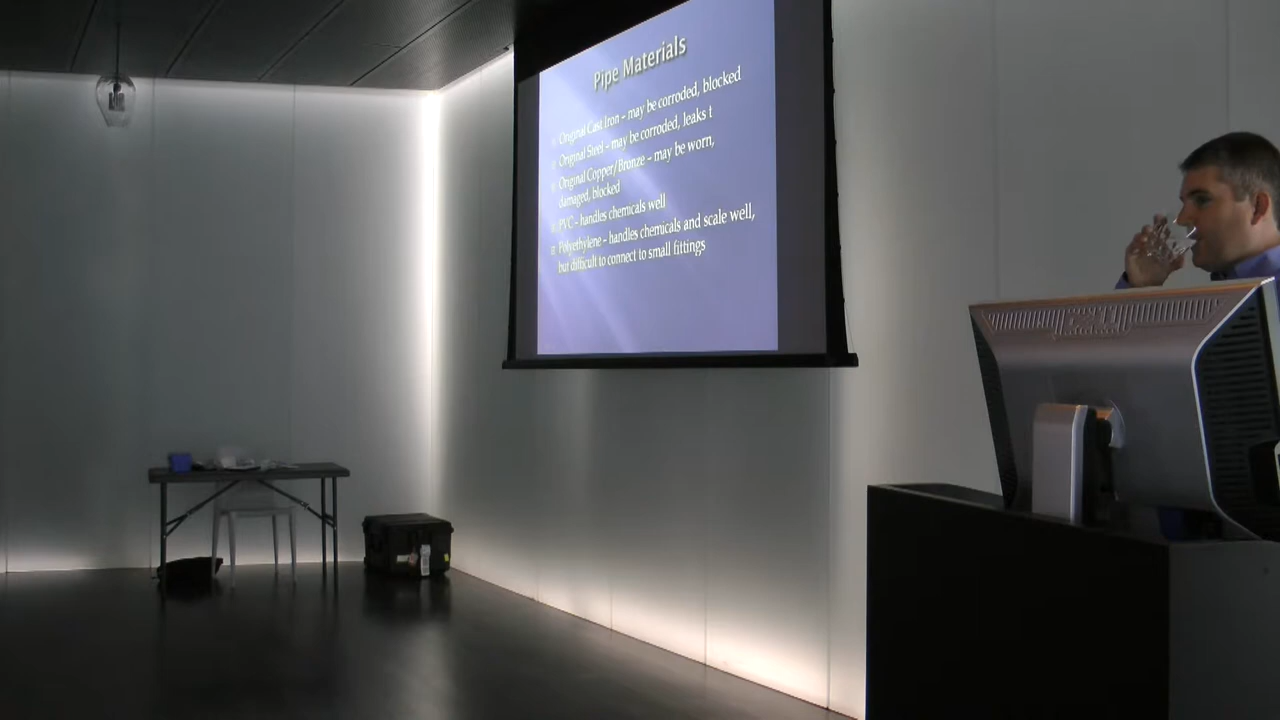 Pipe Materials
Original Cast Iron – may be corroded, blocked
Original Steel – may be corroded, leaks t
Original Copper/Bronze – may be worn,
damaged, blocked
PVC – handles chemicals well
Polyethylene – handles chemicals and scale well,
but difficult to connect to small fittings